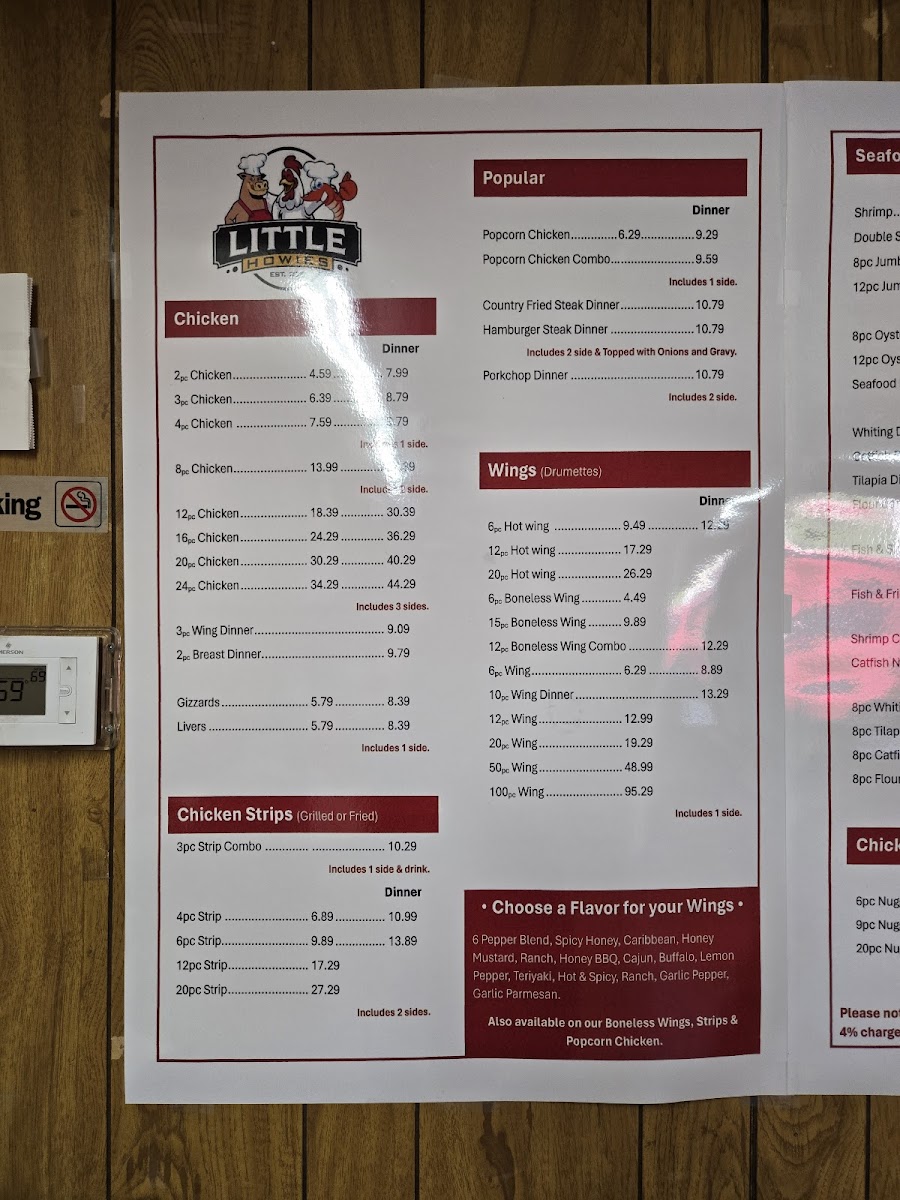 LITTLE
HOWIES
EST.
Chicken
Dinner
2pc Chicken........................ 4.59................ 7.99
3pc Chicken........................ 6.39................ 8.79
4pc Chicken ....................... 7.59................ .79
1 side.
8pc Chicken........................ 13.99 ..............
side.
12pc Chicken...................... 18.39 .............. 30.39
16pc Chicken...................... 24.29 .............. 36.29
20pc Chicken...................... 30.29 .............. 40.29
24pc Chicken...................... 34.29 .............. 44.29
Includes 3 sides.
3pc Wing Dinner.......................................... 9.09
2pc Breast Dinner........................................ 9.79
Gizzards............................ 5.79 ................ 8.39
Livers ................................ 5.79 ................ 8.39
Includes 1 side.
Chicken Strips (Grilled or Fried)
3pc Strip Combo .............. ........................ 10.29
Includes 1 side & drink.
Dinner
4pc Strip ........................... 6.89................ 10.99
6pc Strip............................ 9.89................ 13.89
12pc Strip.......................... 17.29
20pc Strip.......................... 27.29
Includes 2 sides.
Popular
Dinner
Popcorn Chicken..............6.29................9.29
Popcorn Chicken Combo.........................9.59
Includes 1 side.
Country Fried Steak Dinner......................10.79
Hamburger Steak Dinner .........................10.79
Includes 2 side & Topped with Onions and Gravy.
Porkchop Dinner .....................................10.79
Includes 2 side.
Wings (Drumettes)
6pc Hot wing .................... 9.49 ............... 12.
12pc Hot wing ................... 17.29
20pc Hot wing ................... 26.29
6pc Boneless Wing ............ 4.49
15pc Boneless Wing .......... 9.89
12pc Boneless Wing Combo ..................... 12.29
6pc Wing........................... 6.29 ............... 8.89
10pc Wing Dinner..................................... 13.29
12pc Wing......................... 12.99
20pc Wing......................... 19.29
50pc Wing......................... 48.99
100pc Wing....................... 95.29
Includes 1 side.
• Choose a Flavor for your Wings •
6 Pepper Blend, Spicy Honey, Caribbean, Honey
Mustard, Ranch, Honey BBQ, Cajun, Buffalo, Lemon
Pepper, Teriyaki, Hot & Spicy, Ranch, Garlic Pepper,
Garlic Parmesan.
Also available on our Boneless Wings, Strips &
Popcorn Chicken.
Seafo
Shrimp..
Double S
8pc Jumb
12pc Jum
8pc Oyst
12pc Oys
Seafood
Whiting D
Tilapia Di
Fish & S
Fish & Fri
Shrimp C
Catfish N
8pc Whiti
8pc Tilap
8pc Catfi
8pc Flour
Chick
6pc Nug
9pc Nug
20pc Nu
Please not
4% charge
king
EMERSON
69
69